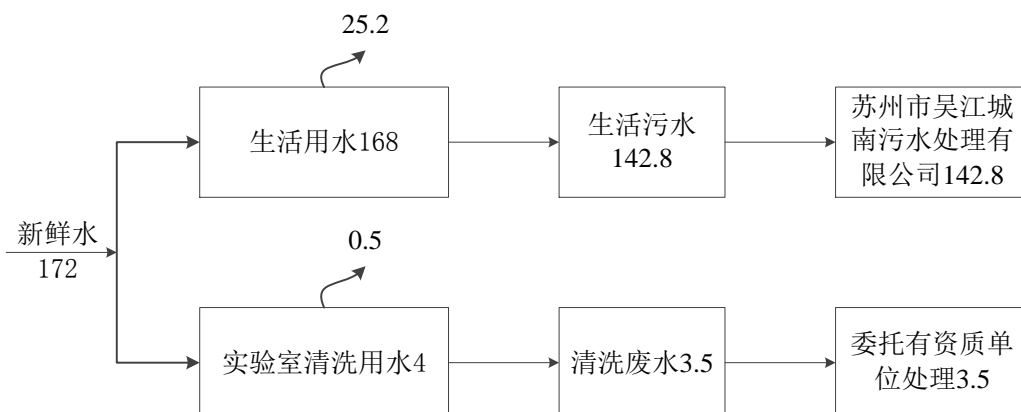 25.2
生活用水168
生活污水
142.8
苏州市吴江城
南污水处理有
限公司142.8
新鲜水
172
0.5
实验室清洗用水4
清洗废水3.5
委托有资质单
位处理3.5